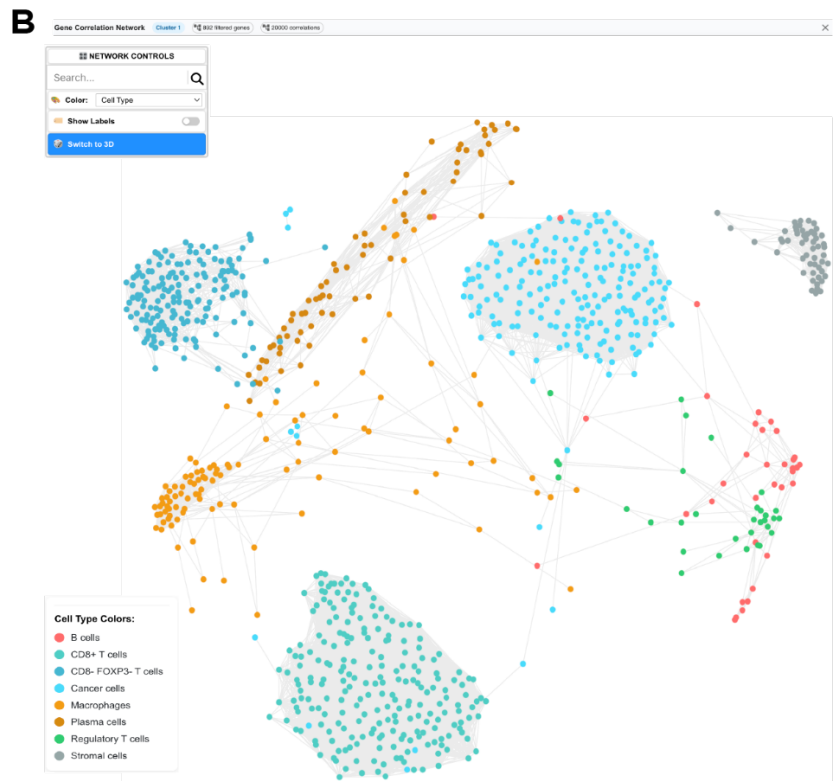 B
Gene Correlation Network Cluster 1 892 filtered genes 20000 correlations ×
NETWORK CONTROLS
Search...
Color: Cell Type
Show Labels
Switch to 3D
Cell Type Colors:
B cells
CD8+ T cells
CD8- FOXP3- T cells
Cancer cells
Macrophages
Plasma cells
Regulatory T cells
Stromal cells